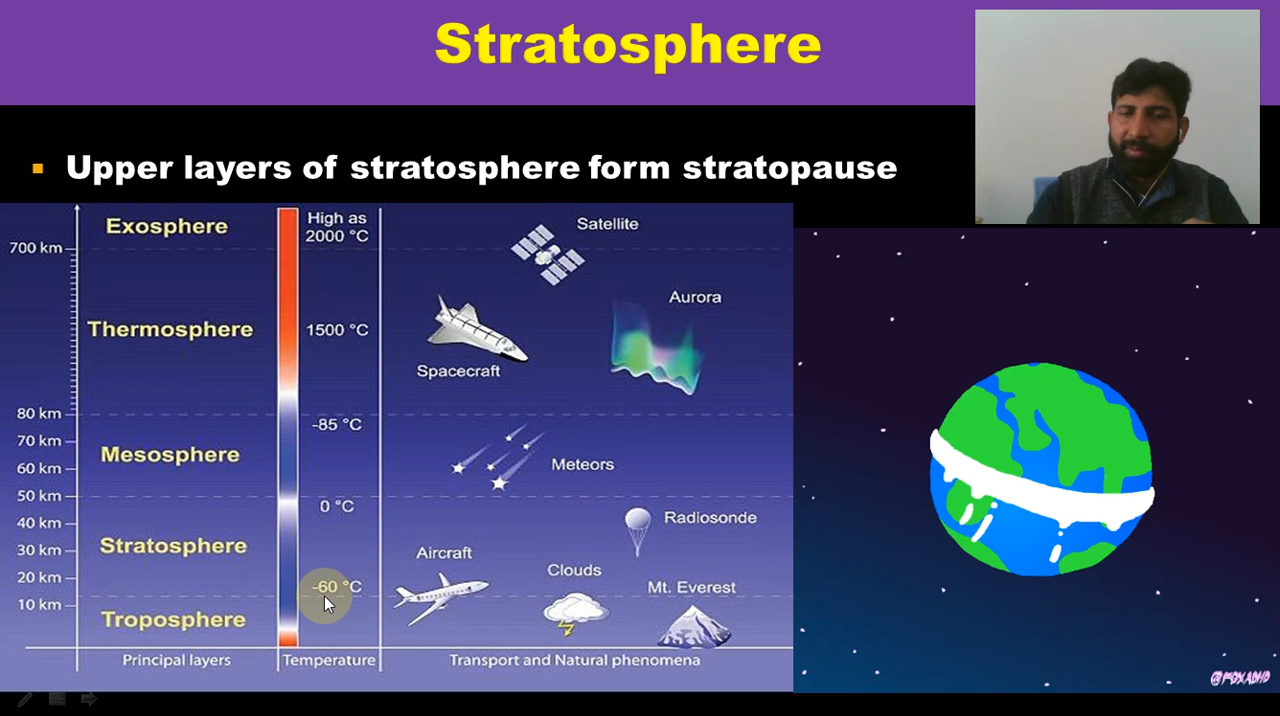 Stratosphere
▪ Upper layers of stratosphere form stratopause
Exosphere
High as
2000 °C
Satellite
700 km
Aurora
Thermosphere
1500 °C
Spacecraft
80 km
-85 °C
70 km
Mesosphere
60 km
Meteors
50 km
0 °C
40 km
Radiosonde
30 km
Stratosphere
Aircraft
20 km
-60 °C
Clouds
Mt. Everest
10 km
Troposphere
Principal layers
Temperature
Transport and Natural phenomena
@FOXADHD